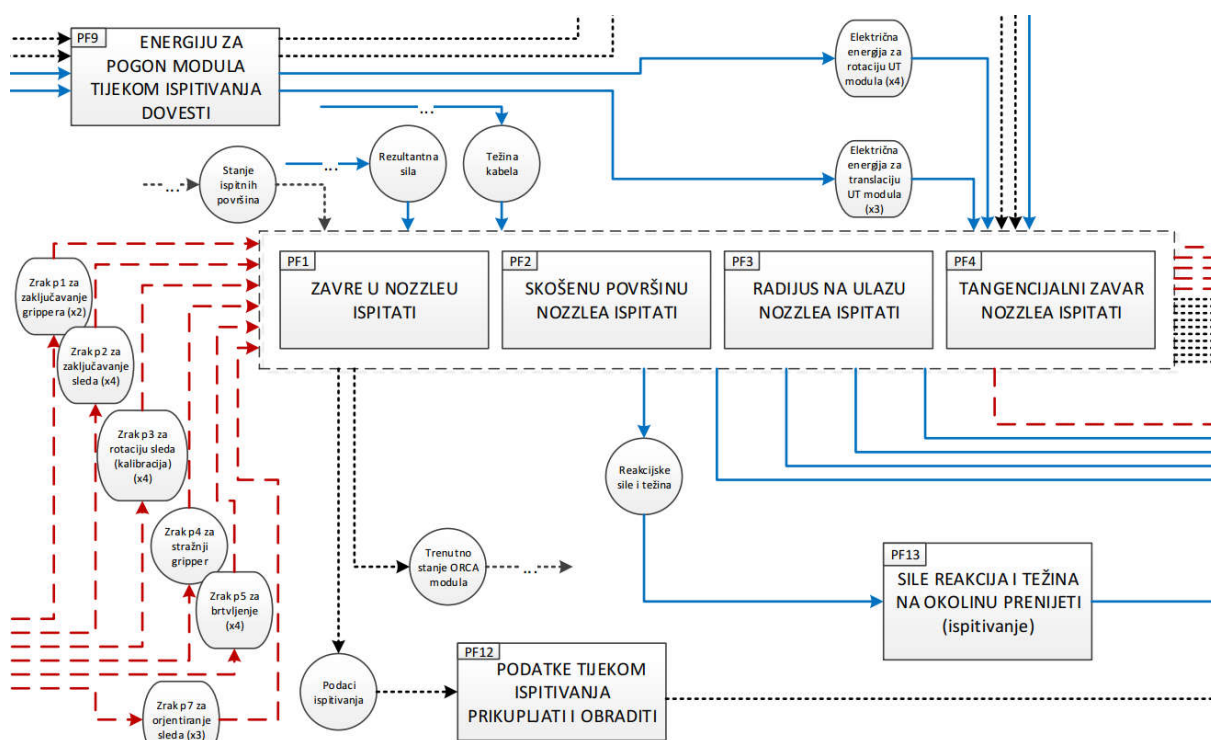 PF9
ENERGIJU ZA
POGON MODULA
TIJEKOM ISPITIVANJA
DOVESTI
Električna
energija za
rotaciju UT
modula (x4)
...
...
...
Stanje
ispitnih
površina
Rezultantna
sila
Težina
kabela
Električna
energija za
translaciju
UT modula
(x3)
PF1
ZAVRE U NOZZLEU
ISPITATI
PF2
SKOŠENU POVRŠINU
NOZZLEA ISPITATI
PF3
RADIJUS NA ULAZU
NOZZLEA ISPITATI
PF4
TANGENCIJALNI ZAVAR
NOZZLEA ISPITATI
Zrak p1 za
zaključavanje
grippera (x2)
Zrak p2 za
zaključavanje
sleda (x4)
Zrak p3 za
rotaciju sleda
(kalibracija)
(x4)
Zrak p4 za
stražnji
gripper
Zrak p5 za
brtvljenje
(x4)
Zrak p7 za
orjentiranje
sleda (x3)
Reakcijske
sile i težina
Trenutno
stanje ORCA
modula
...
PF13
SILE REAKCIJA I TEŽINA
NA OKOLINU PRENIJETI
(ispitivanje)
Podaci
ispitivanja
PF12
PODATKE TIJEKOM
ISPITIVANJA
PRIKUPLJATI I OBRADITI